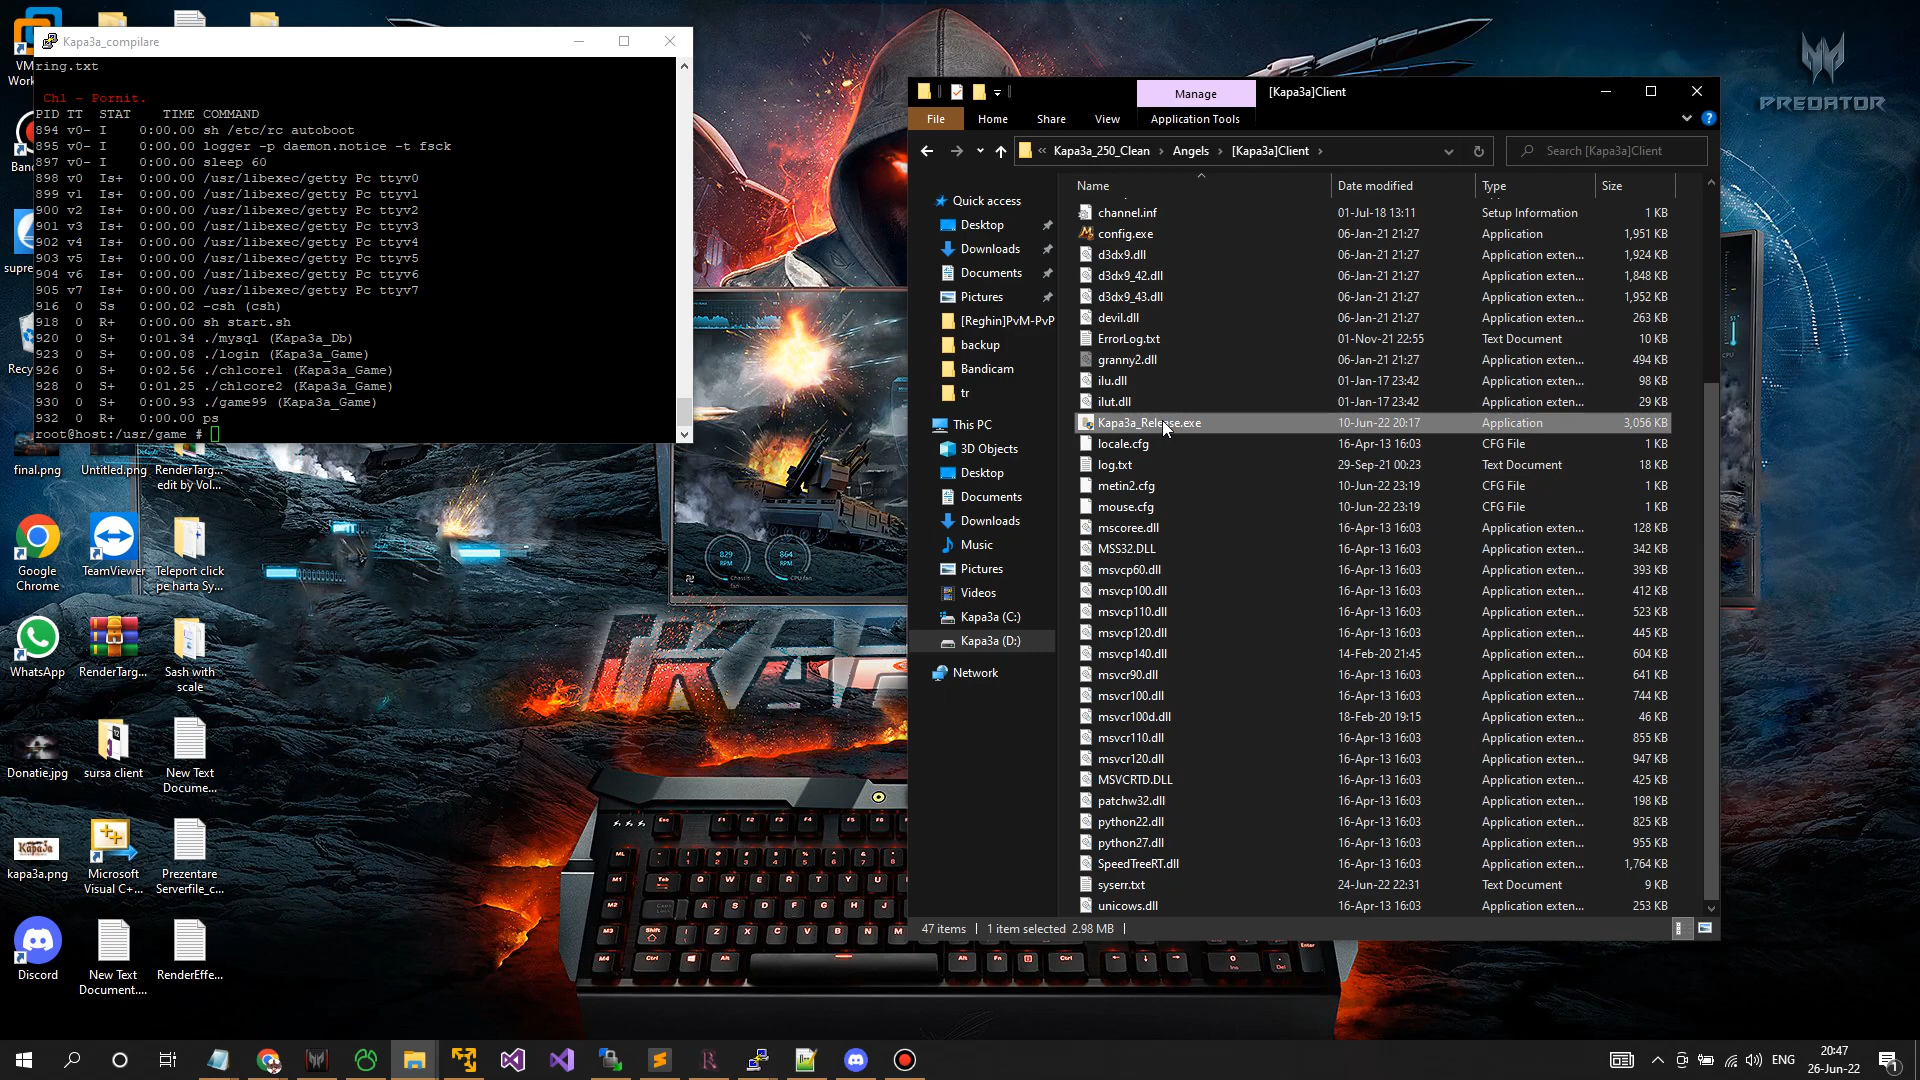 Kapa3a_compilare
ring.txt
Ch1 - Pornit.
PID TT STAT TIME COMMAND
894 v0- I 0:00.00 sh /etc/rc autoboot
895 v0- I 0:00.00 logger -p daemon.notice -t fsck
897 v0- I 0:00.00 sleep 60
898 v0 Is+ 0:00.00 /usr/libexec/getty Pc ttyv0
899 v1 Is+ 0:00.00 /usr/libexec/getty Pc ttyv1
900 v2 Is+ 0:00.00 /usr/libexec/getty Pc ttyv2
901 v3 Is+ 0:00.00 /usr/libexec/getty Pc ttyv3
902 v4 Is+ 0:00.00 /usr/libexec/getty Pc ttyv4
903 v5 Is+ 0:00.00 /usr/libexec/getty Pc ttyv5
904 v6 Is+ 0:00.00 /usr/libexec/getty Pc ttyv6
905 v7 Is+ 0:00.00 /usr/libexec/getty Pc ttyv7
916 0 Ss 0:00.02 -csh (csh)
918 0 R+ 0:00.00 sh start.sh
920 0 S+ 0:01.34 ./mysql (Kapa3a_Db)
923 0 S+ 0:00.08 ./login (Kapa3a_Game)
926 0 S+ 0:02.56 ./ch1core1 (Kapa3a_Game)
928 0 S+ 0:01.25 ./ch1core2 (Kapa3a_Game)
930 0 S+ 0:00.93 ./game99 (Kapa3a_Game)
932 0 R+ 0:00.00 ps
root@host:/usr/game #
Manage
[Kapa3a]Client
File Home Share View Application Tools
Kapa3a_250_Clean Angels [Kapa3a]Client
Search [Kapa3a]Client
Quick access
Desktop
Downloads
Documents
Pictures
[Reghin]PvM-PvP
backup
Bandicam
tr
This PC
3D Objects
Desktop
Documents
Downloads
Music
Pictures
Videos
Kapa3a (C:)
Kapa3a (D:)
Network
Name Date modified Type Size
channel.inf 01-Jul-18 13:11 Setup Information 1 KB
config.exe 06-Jan-21 21:27 Application 1,951 KB
d3dx9.dll 06-Jan-21 21:27 Application exten... 1,924 KB
d3dx9_42.dll 06-Jan-21 21:27 Application exten... 1,848 KB
d3dx9_43.dll 06-Jan-21 21:27 Application exten... 1,952 KB
devil.dll 06-Jan-21 21:27 Application exten... 263 KB
ErrorLog.txt 01-Nov-21 22:55 Text Document 10 KB
granny2.dll 06-Jan-21 21:27 Application exten... 494 KB
ilu.dll 01-Jan-17 23:42 Application exten... 98 KB
ilut.dll 01-Jan-17 23:42 Application exten... 29 KB
Kapa3a_Release.exe 10-Jun-22 20:17 Application 3,056 KB
locale.cfg 16-Apr-13 16:03 CFG File 1 KB
log.txt 29-Sep-21 00:23 Text Document 18 KB
metin2.cfg 10-Jun-22 23:19 CFG File 1 KB
mouse.cfg 10-Jun-22 23:19 CFG File 1 KB
mscoree.dll 16-Apr-13 16:03 Application exten... 128 KB
MSS32.DLL 16-Apr-13 16:03 Application exten... 342 KB
msvcp60.dll 16-Apr-13 16:03 Application exten... 393 KB
msvcp100.dll 16-Apr-13 16:03 Application exten... 412 KB
msvcp110.dll 16-Apr-13 16:03 Application exten... 523 KB
msvcp120.dll 16-Apr-13 16:03 Application exten... 445 KB
msvcp140.dll 14-Feb-20 21:45 Application exten... 604 KB
msvcr90.dll 16-Apr-13 16:03 Application exten... 641 KB
msvcr100.dll 16-Apr-13 16:03 Application exten... 744 KB
msvcr100d.dll 18-Feb-20 19:15 Application exten... 46 KB
msvcr110.dll 16-Apr-13 16:03 Application exten... 855 KB
msvcr120.dll 16-Apr-13 16:03 Application exten... 947 KB
MSVCRTD.DLL 16-Apr-13 16:03 Application exten... 425 KB
patchw32.dll 16-Apr-13 16:03 Application exten... 198 KB
python22.dll 16-Apr-13 16:03 Application exten... 825 KB
python27.dll 16-Apr-13 16:03 Application exten... 955 KB
SpeedTreeRT.dll 16-Apr-13 16:03 Application exten... 1,764 KB
syserr.txt 24-Jun-22 22:31 Text Document 9 KB
unicows.dll 16-Apr-13 16:03 Application exten... 253 KB
47 items 1 item selected 2.98 MB
PREDATOR
final.png
Untitled.png
RenderTarg...
edit by Vol...
Google
Chrome
TeamViewer
Teleport click
pe harta Sy...
WhatsApp
RenderTarg...
Sash with
scale
Donatie.jpg
sursa client
New Text
Docume...
kapa3a.png
Microsoft
Visual C+...
Prezentare
Serverfile_c...
Discord
New Text
Document....
RenderEffe...
829
RPM
864
RPM
ENG
20:47
26-Jun-22